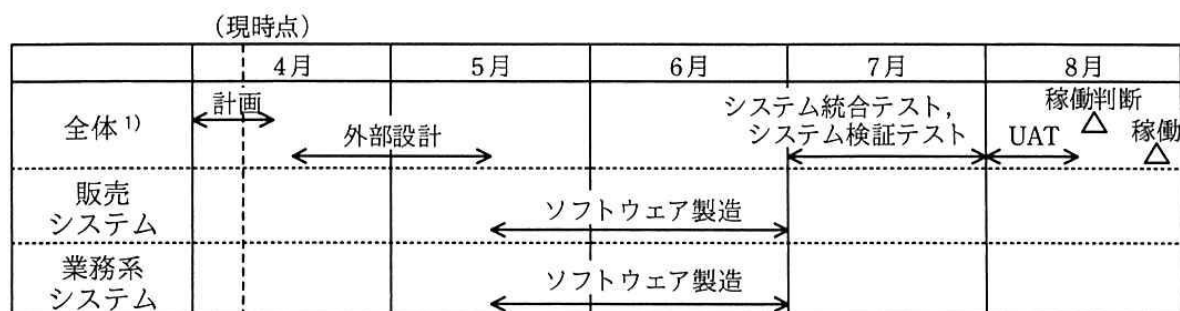 (現時点)
4月 5月 6月 7月 8月
全体 1)
計画
外部設計
システム統合テスト,
システム検証テスト
UAT
稼働判断
稼働
販売
システム
ソフトウェア製造
業務系
システム
ソフトウェア製造